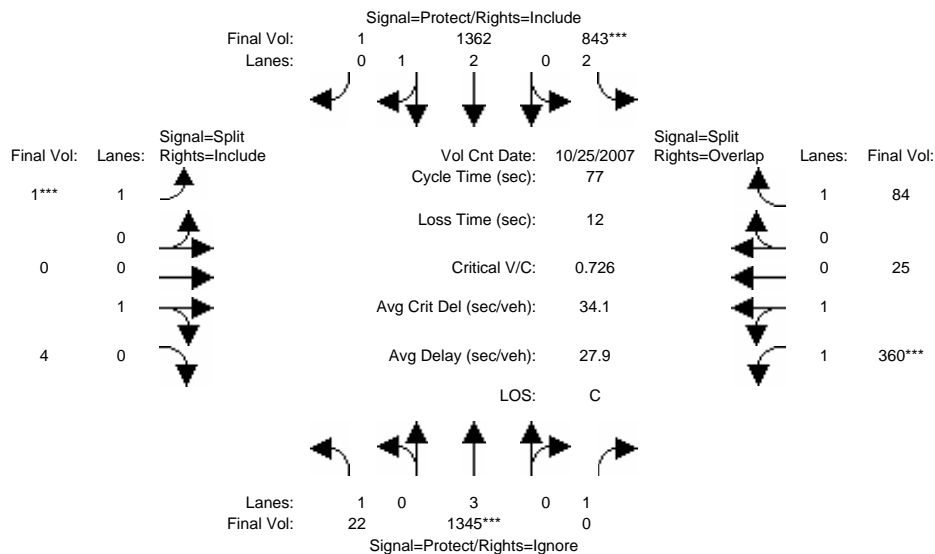 Signal=Protect/Rights=Include
Final Vol: 1 1362 843***
Lanes: 0 1 2 0 2
Signal=Split
Final Vol: Lanes: Rights=Include
Vol Cnt Date: 10/25/2007
Signal=Split
Rights=Overlap Lanes: Final Vol:
Cycle Time (sec): 77
1*** 1
1 84
Loss Time (sec): 12
0
0
0 0
Critical V/C: 0.726
0 25
1
Avg Crit Del (sec/veh): 34.1
1
4 0
Avg Delay (sec/veh): 27.9
1 360***
LOS: C
Lanes: 1 0 3 0 1
Final Vol: 22 1345*** 0
Signal=Protect/Rights=Ignore